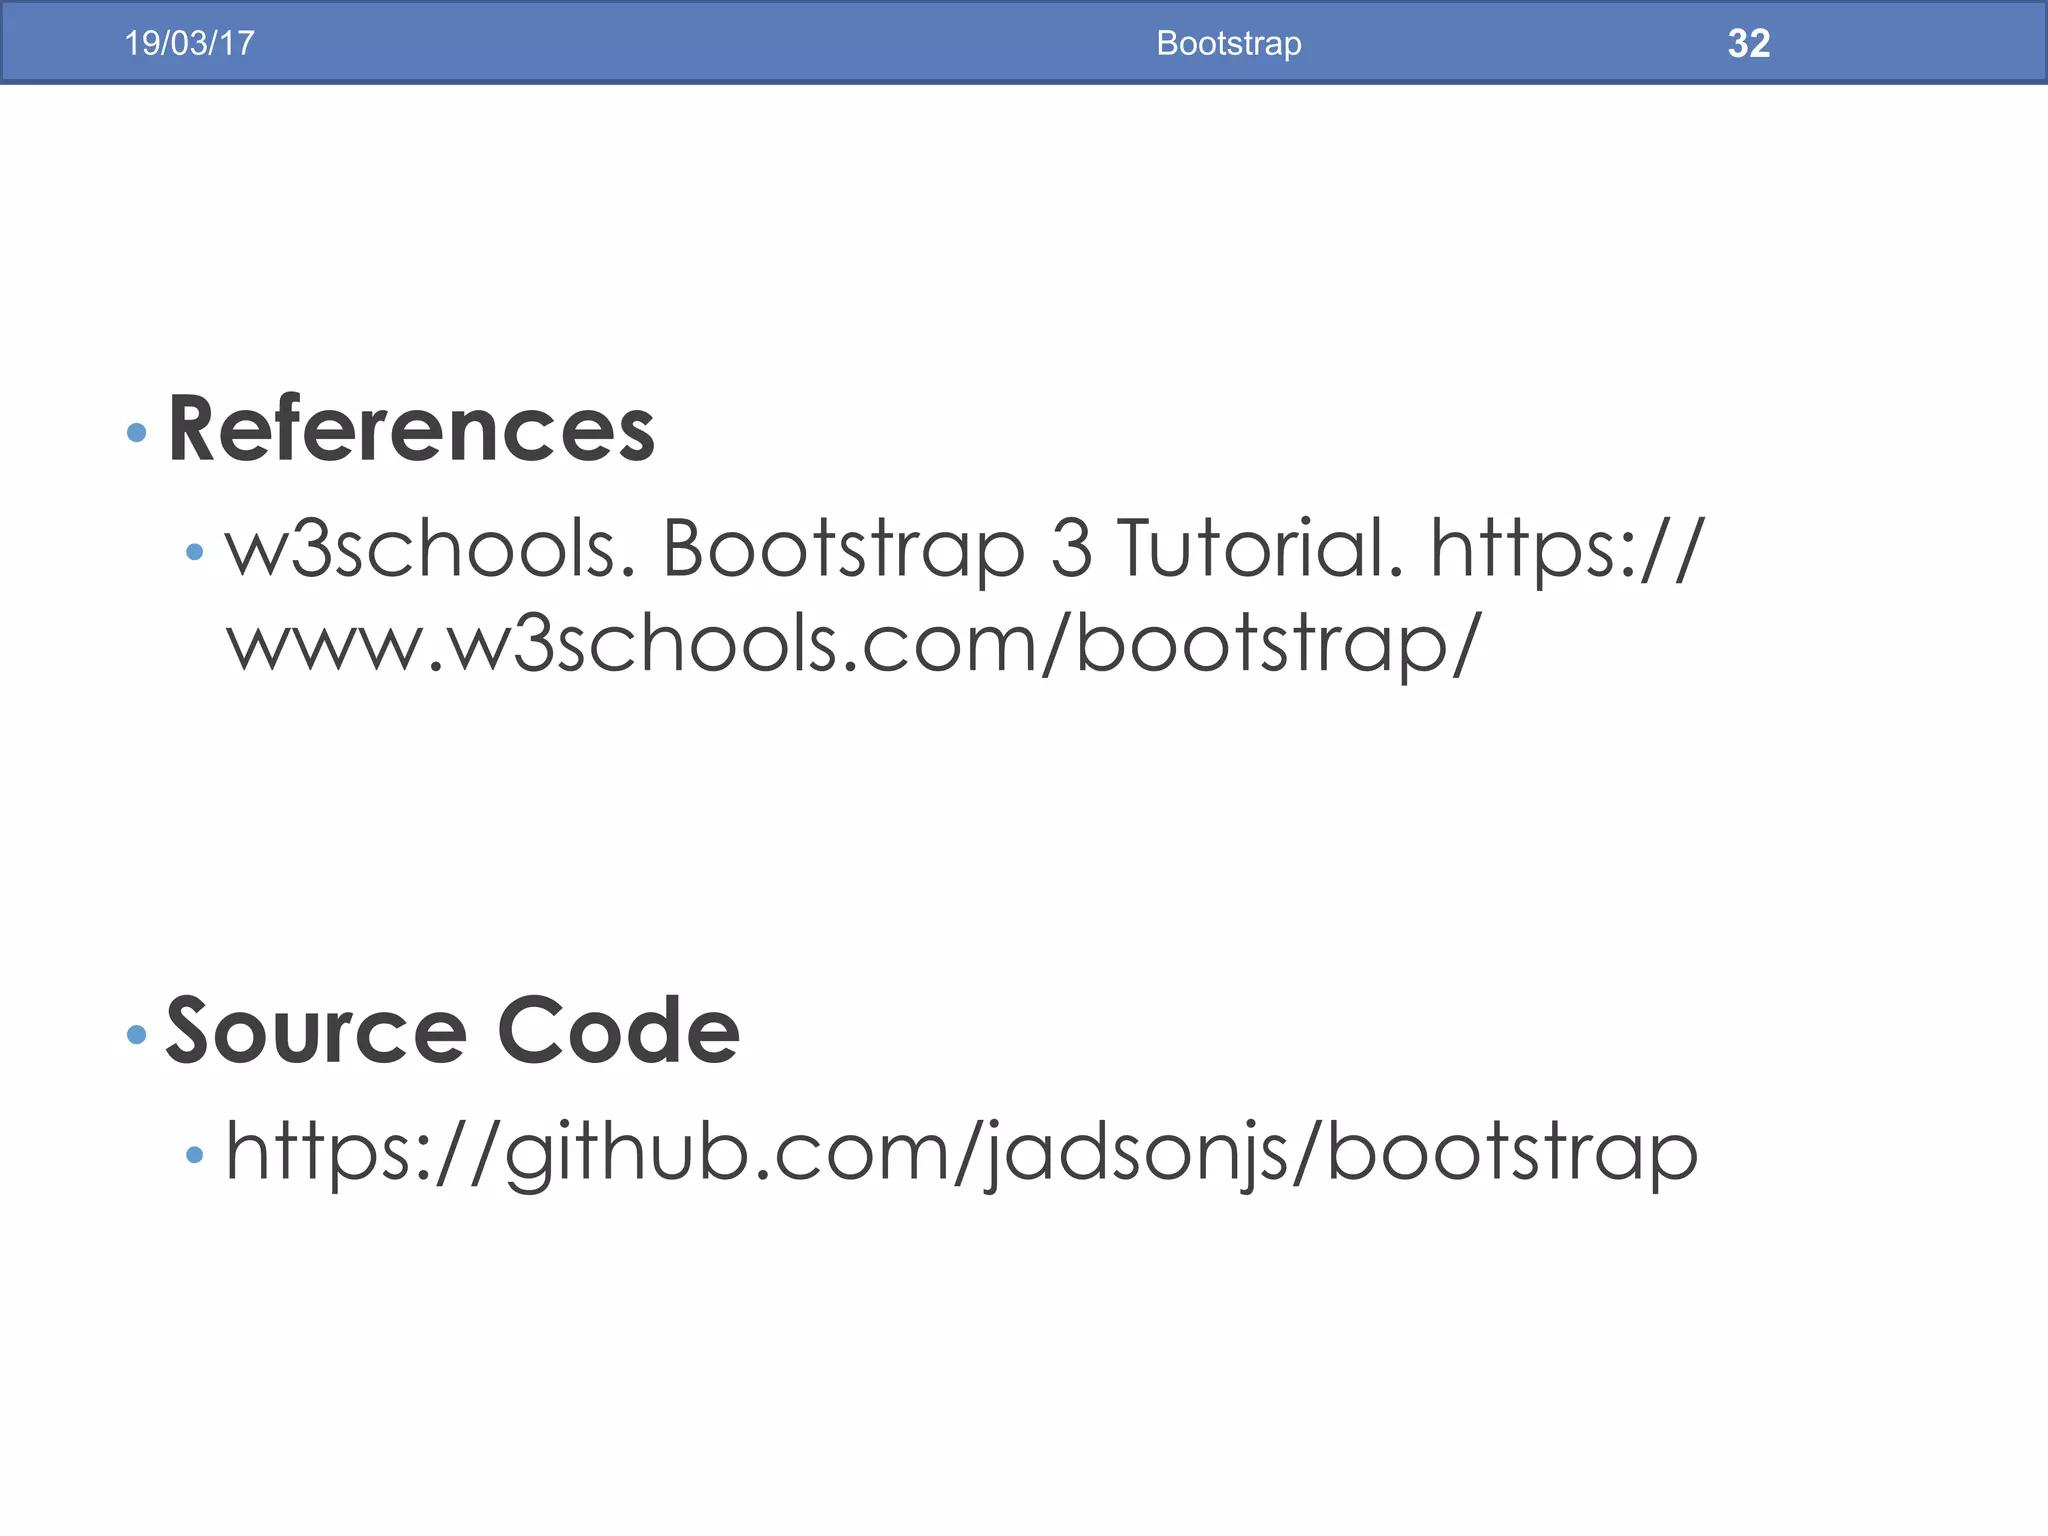 19/03/17 Bootstrap 32
• References
• w3schools. Bootstrap 3 Tutorial. https://
www.w3schools.com/bootstrap/
• Source Code
• https://github.com/jadsonjs/bootstrap